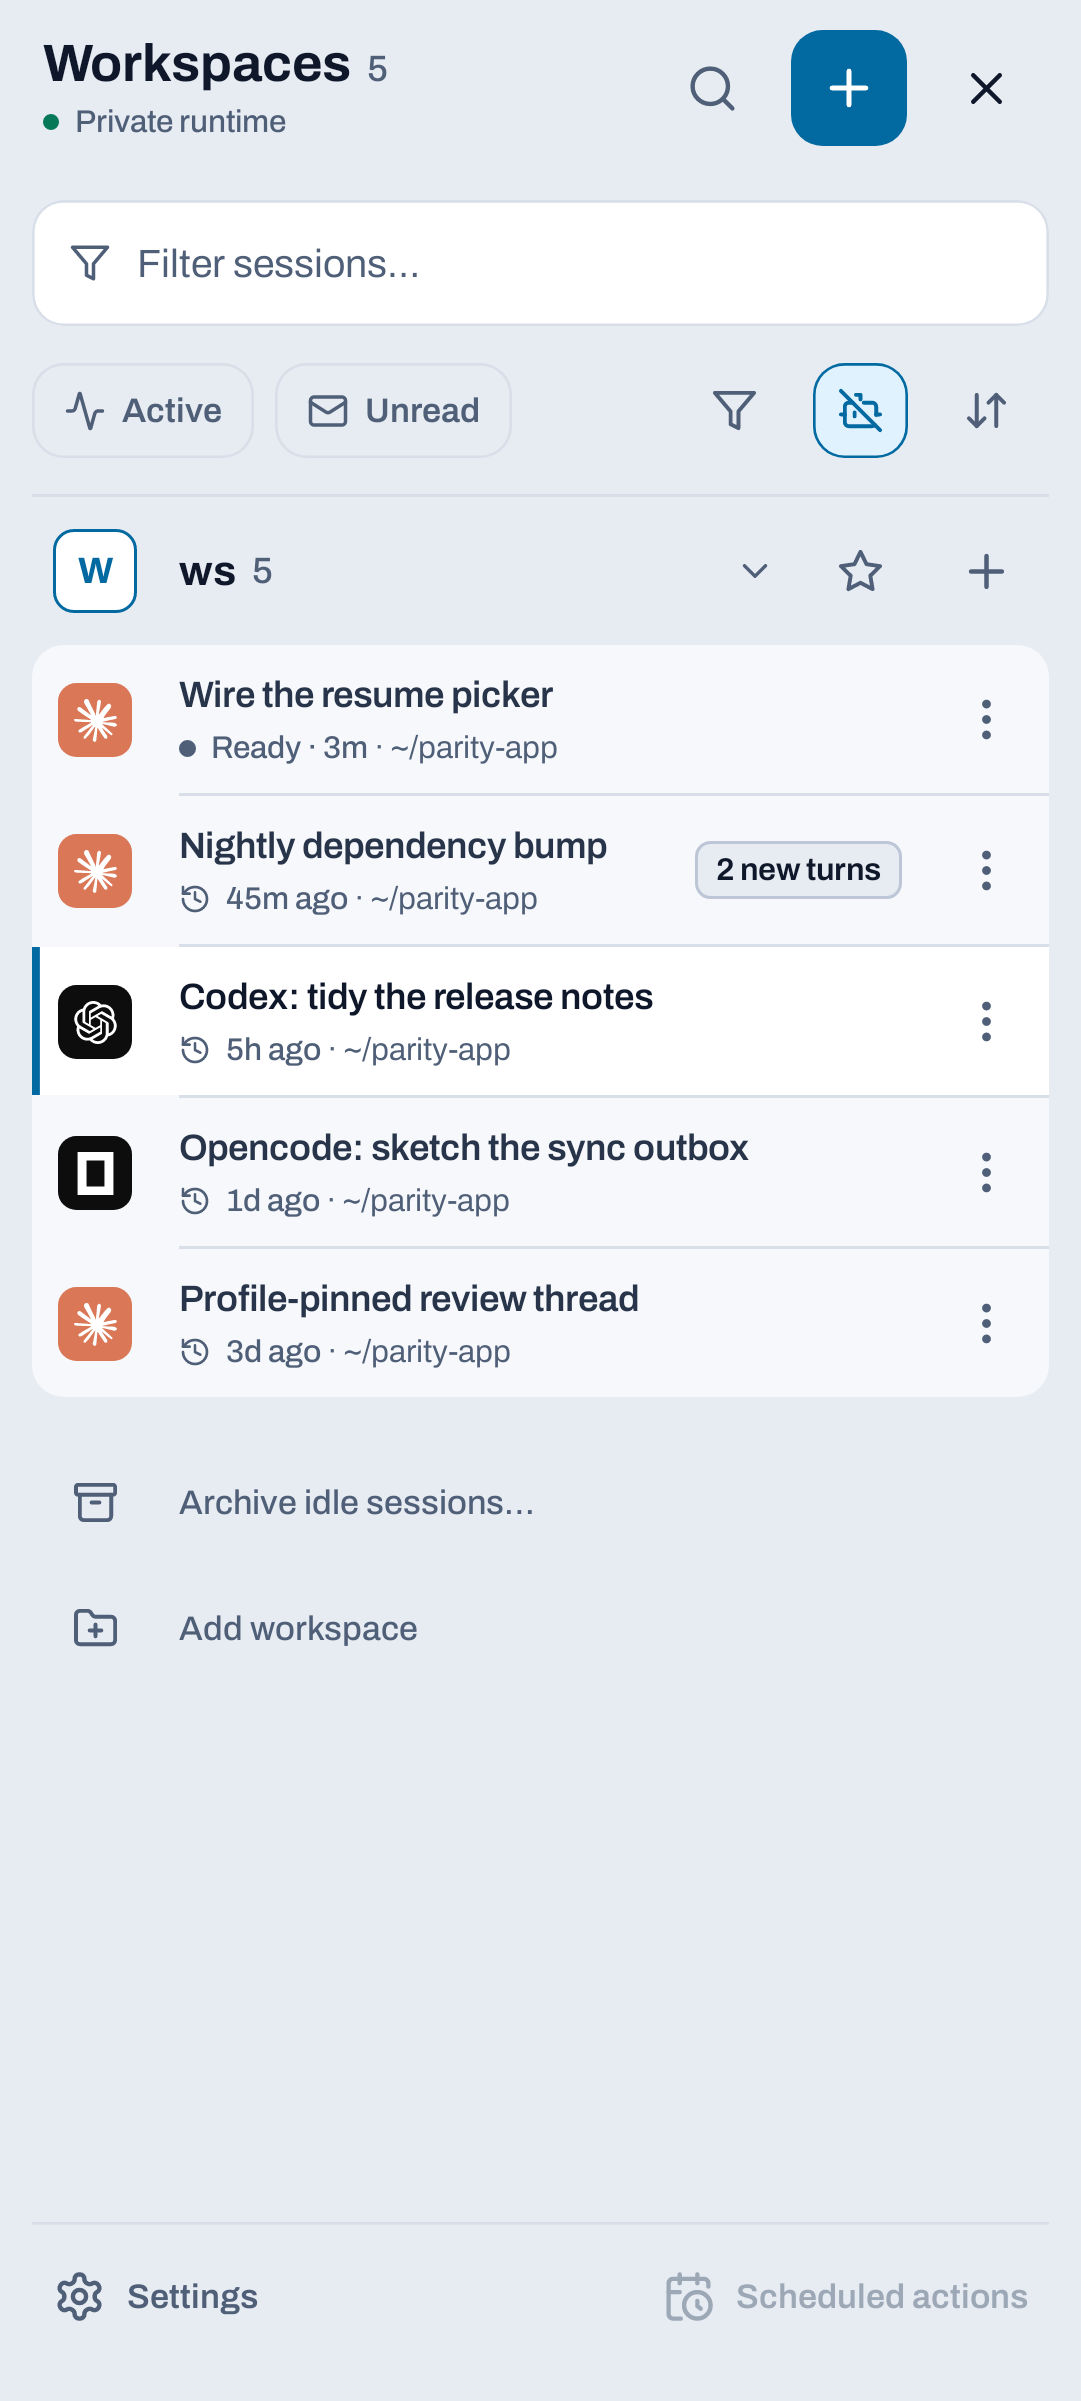 Workspaces 5
Private runtime
Filter sessions...
Active
Unread
W
ws 5
Wire the resume picker
Ready · 3m · ~/parity-app
Nightly dependency bump
2 new turns
45m ago · ~/parity-app
Codex: tidy the release notes
5h ago · ~/parity-app
Opencode: sketch the sync outbox
1d ago · ~/parity-app
Profile-pinned review thread
3d ago · ~/parity-app
Archive idle sessions...
Add workspace
Settings
Scheduled actions